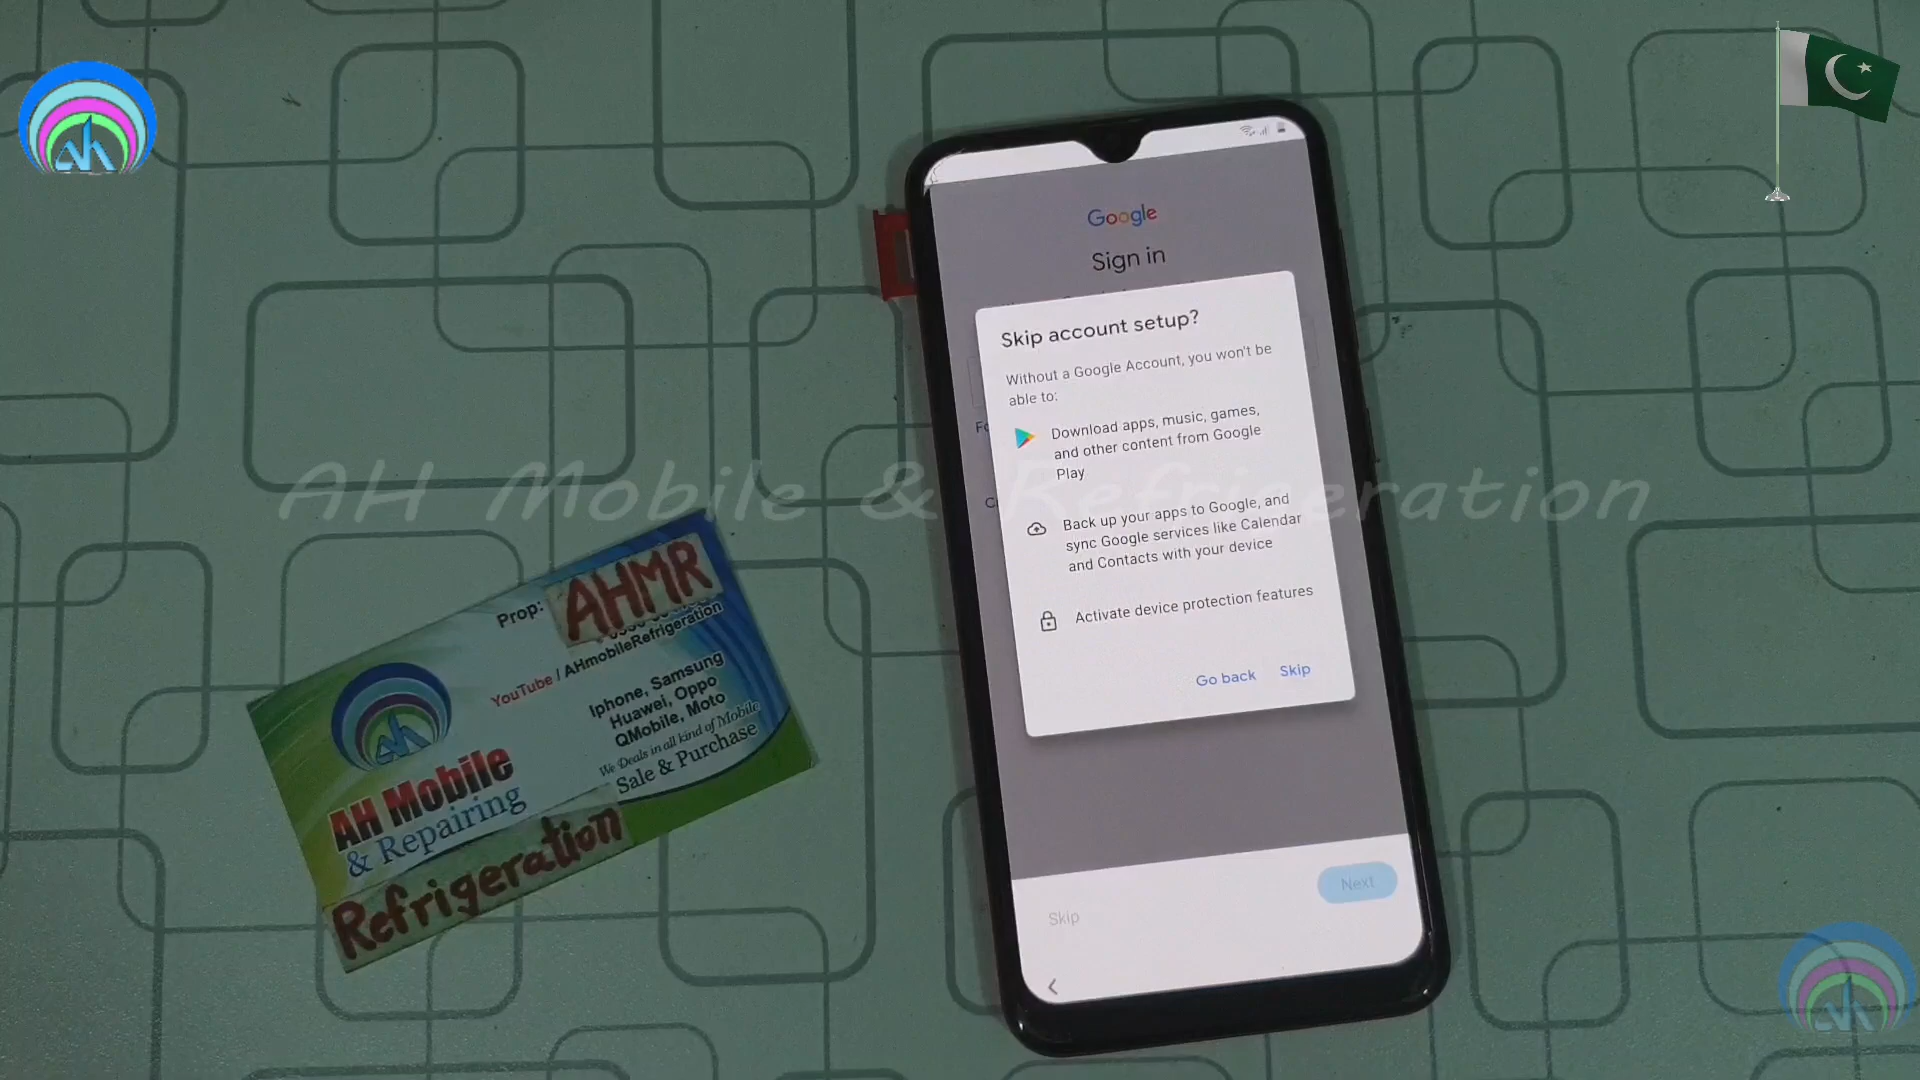 Google
Sign in
Skip account setup?
Without a Google Account, you won't be
able to:
Download apps, music, games,
and other content from Google
Play
Back up your apps to Google, and
sync Google services like Calendar
and Contacts with your device
Activate device protection features
Go back
Skip
Next
Skip
AH Mobile & Refrigeration
Prop: AHMR
YouTube / AHmobileRefrigeration
Iphone, Samsung
Huawei, Oppo
QMobile, Moto
We Deals in all kind of Mobile
Sale & Purchase
AH Mobile
& Repairing
Refrigeration